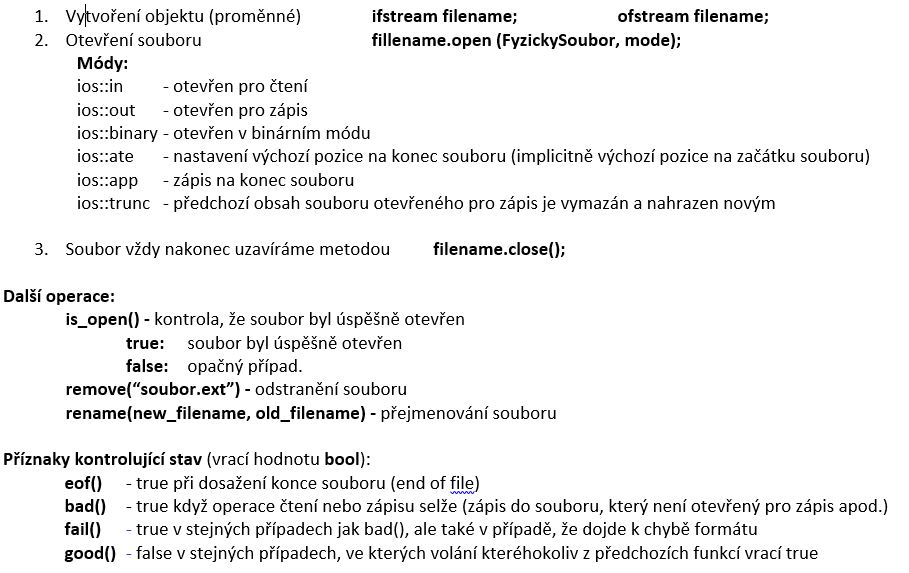 1. Vytvoření objektu (proměnné) ifstream filename; ofstream filename;
2. Otevření souboru fillename.open (FyzickySoubor, mode);
Módy:
ios::in - otevřen pro čtení
ios::out - otevřen pro zápis
ios::binary - otevřen v binárním módu
ios::ate - nastavení výchozí pozice na konec souboru (implicitně výchozí pozice na začátku souboru)
ios::app - zápis na konec souboru
ios::trunc - předchozí obsah souboru otevřeného pro zápis je vymazán a nahrazen novým
3. Soubor vždy nakonec uzavíráme metodou filename.close();
Další operace:
is_open() - kontrola, že soubor byl úspěšně otevřen
true: soubor byl úspěšně otevřen
false: opačný případ.
remove(“soubor.ext”) - odstranění souboru
rename(new_filename, old_filename) - přejmenování souboru
Příznaky kontrolující stav (vrací hodnotu bool):
eof() - true při dosažení konce souboru (end of file)
bad() - true když operace čtení nebo zápisu selže (zápis do souboru, který není otevřený pro zápis apod.)
fail() - true v stejných případech jak bad(), ale také v případě, že dojde k chybě formátu
good() - false v stejných případech, ve kterých volání kteréhokoliv z předchozích funkcí vrací true